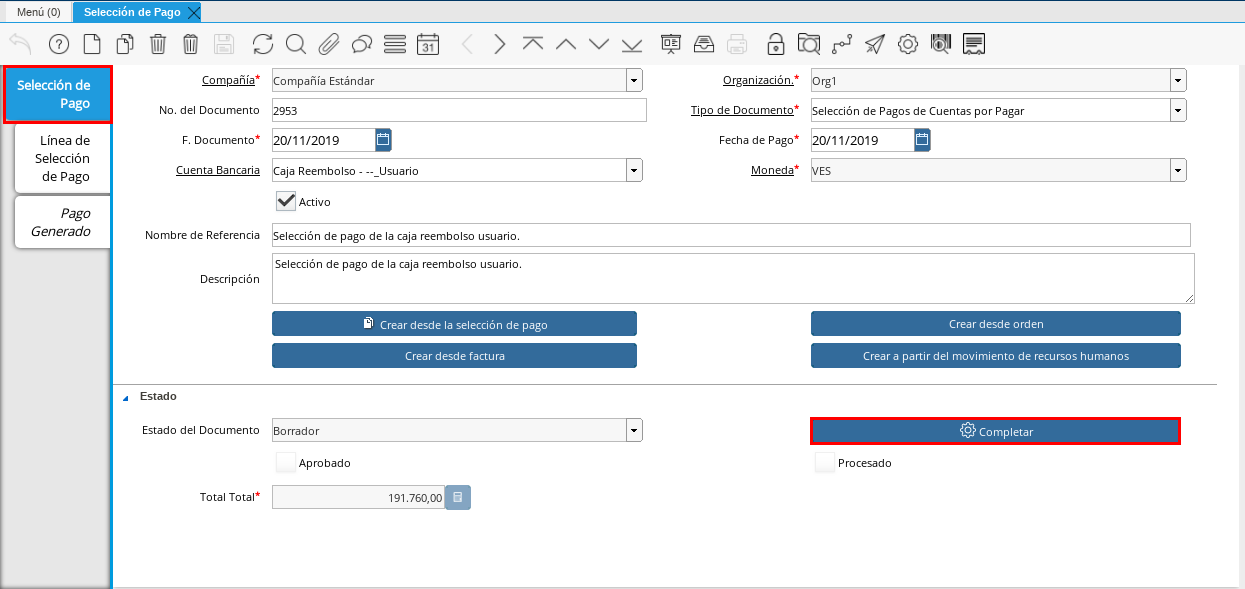 Menú (0)
Selección de Pago
31
Selección de
Pago
Línea de
Selección
de Pago
Pago
Generado
Compañía* Compañía Estándar
Organización.* Org1
No. del Documento 2953
Tipo de Documento* Selección de Pagos de Cuentas por Pagar
F. Documento* 20/11/2019
Fecha de Pago* 20/11/2019
Cuenta Bancaria Caja Reembolso - --_Usuario
Moneda* VES
Activo
Nombre de Referencia Selección de pago de la caja reembolso usuario.
Descripción Selección de pago de la caja reembolso usuario.
Crear desde la selección de pago
Crear desde orden
Crear desde factura
Crear a partir del movimiento de recursos humanos
Estado
Estado del Documento Borrador
Completar
Aprobado
Procesado
Total Total* 191.760,00